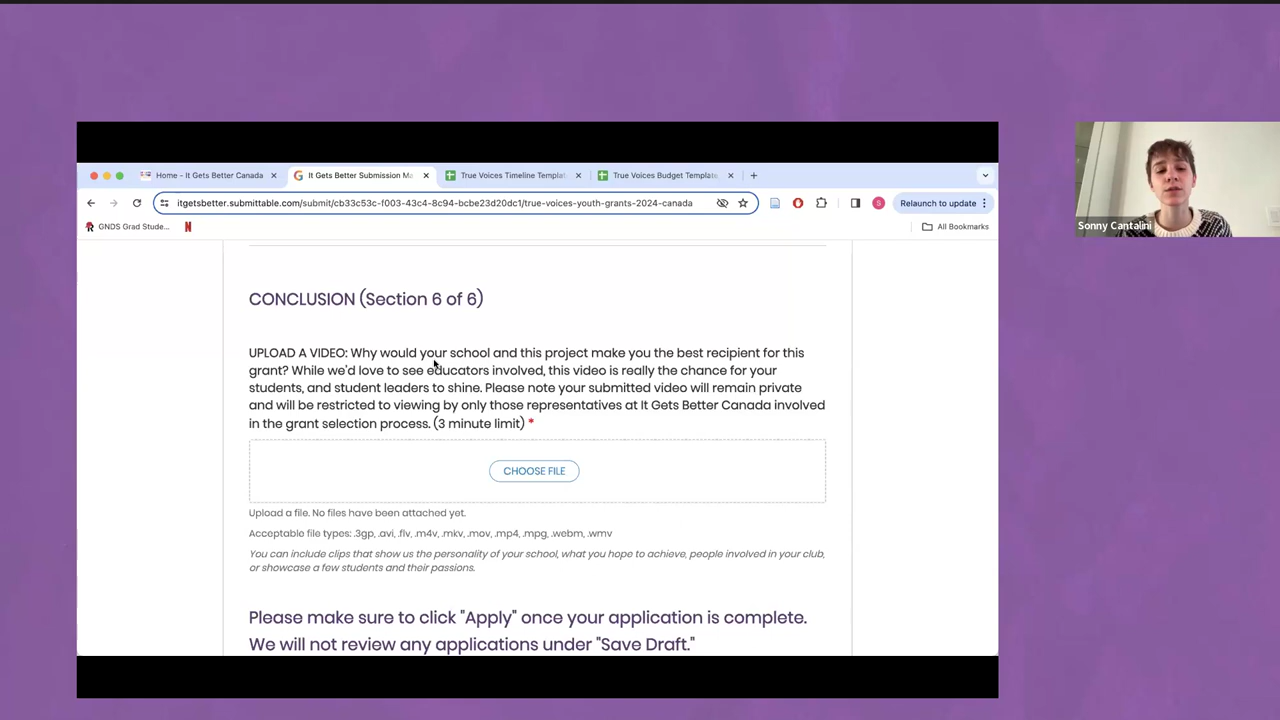 Home - It Gets Better Canada
It Gets Better Submission Ma
True Voices Timeline Templat
True Voices Budget Template
itgetsbetter.submittable.com/submit/cb33c53c-f003-43c4-8c94-bcbe23d20dc1/true-voices-youth-grants-2024-canada
S
Relaunch to update
GNDS Grad Stude...
All Bookmarks
Sonny Cantalini
CONCLUSION (Section 6 of 6)
UPLOAD A VIDEO: Why would your school and this project make you the best recipient for this
grant? While we'd love to see educators involved, this video is really the chance for your
students, and student leaders to shine. Please note your submitted video will remain private
and will be restricted to viewing by only those representatives at It Gets Better Canada involved
in the grant selection process. (3 minute limit) *
CHOOSE FILE
Upload a file. No files have been attached yet.
Acceptable file types: .3gp, .avi, .flv, .m4v, .mkv, .mov, .mp4, .mpg, .webm, .wmv
You can include clips that show us the personality of your school, what you hope to achieve, people involved in your club,
or showcase a few students and their passions.
Please make sure to click "Apply" once your application is complete.
We will not review any applications under "Save Draft."